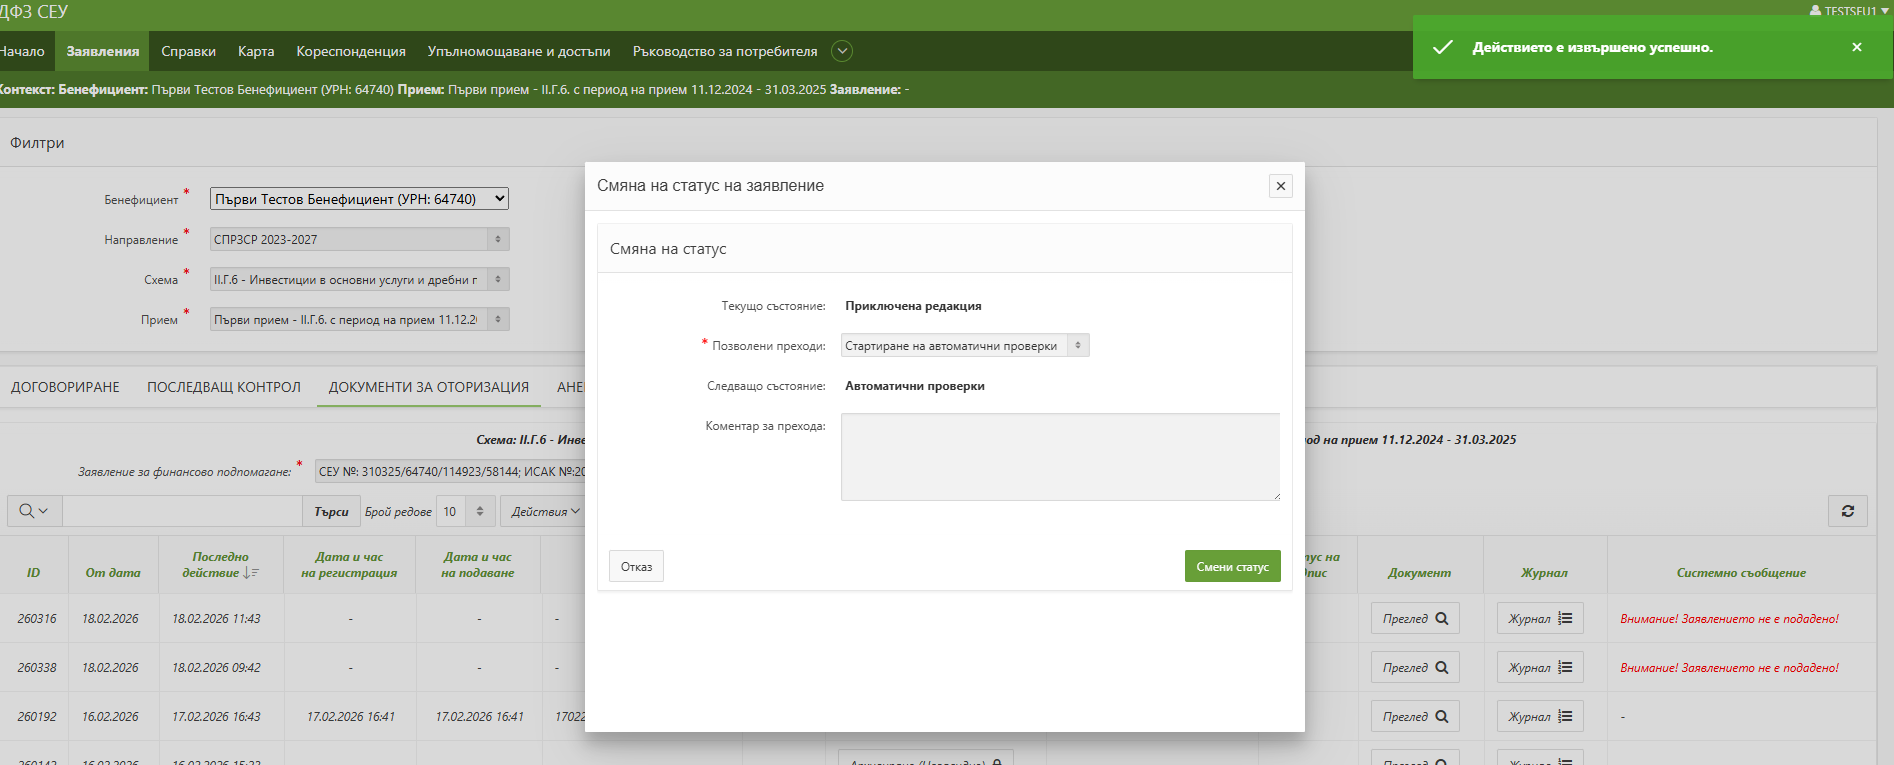 ДФЗ СЕУ
TESTSEU1
Начало Заявления Справки Карта Кореспонденция Упълномощаване и достъпи Ръководство за потребителя
Действието е извършено успешно.
Контекст: Бенефициент: Първи Тестов Бенефициент (УРН: 64740) Прием: Първи прием - II.Г.6. с период на прием 11.12.2024 - 31.03.2025 Заявление: -
Филтри
Бенефициент * Първи Тестов Бенефициент (УРН: 64740)
Направление * СПРЗСР 2023-2027
Схема * II.Г.6 - Инвестиции в основни услуги и дребни
Прием * Първи прием - II.Г.6. с период на прием 11.12.2
Смяна на статус на заявление
Смяна на статус
Текущо състояние: Приключена редакция
* Позволени преходи: Стартиране на автоматични проверки
Следващо състояние: Автоматични проверки
Коментар за прехода:
Отказ Смени статус
ДОГОВОРИРАНЕ ПОСЛЕДВАЩ КОНТРОЛ ДОКУМЕНТИ ЗА ОТОРИЗАЦИЯ АНЕ
Схема: II.Г.6 - Инве од на прием 11.12.2024 - 31.03.2025
Заявление за финансово подпомагане: * СЕУ №: 310325/64740/114923/58144; ИСАК №:20
Търси Брой редове 10 Действия
ID От дата Последно действие Дата и час на регистрация Дата и час на подаване тус на пис Документ Журнал Системно съобщение
260316 18.02.2026 18.02.2026 11:43 - - - Преглед Журнал Внимание! Заявлението не е подадено!
260338 18.02.2026 18.02.2026 09:42 - - - Преглед Журнал Внимание! Заявлението не е подадено!
260192 16.02.2026 17.02.2026 16:43 17.02.2026 16:41 17.02.2026 16:41 17022 Преглед Журнал -